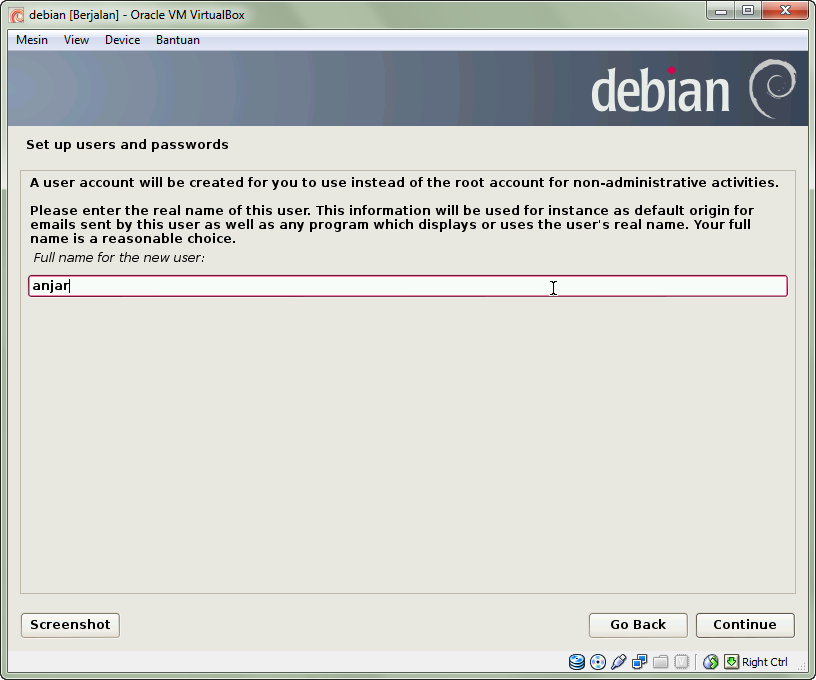 debian [Berjalan] - Oracle VM VirtualBox
Mesin View Device Bantuan
debian
Set up users and passwords
A user account will be created for you to use instead of the root account for non-administrative activities.
Please enter the real name of this user. This information will be used for instance as default origin for
emails sent by this user as well as any program which displays or uses the user's real name. Your full
name is a reasonable choice.
Full name for the new user:
anjar
Screenshot Go Back Continue
Right Ctrl